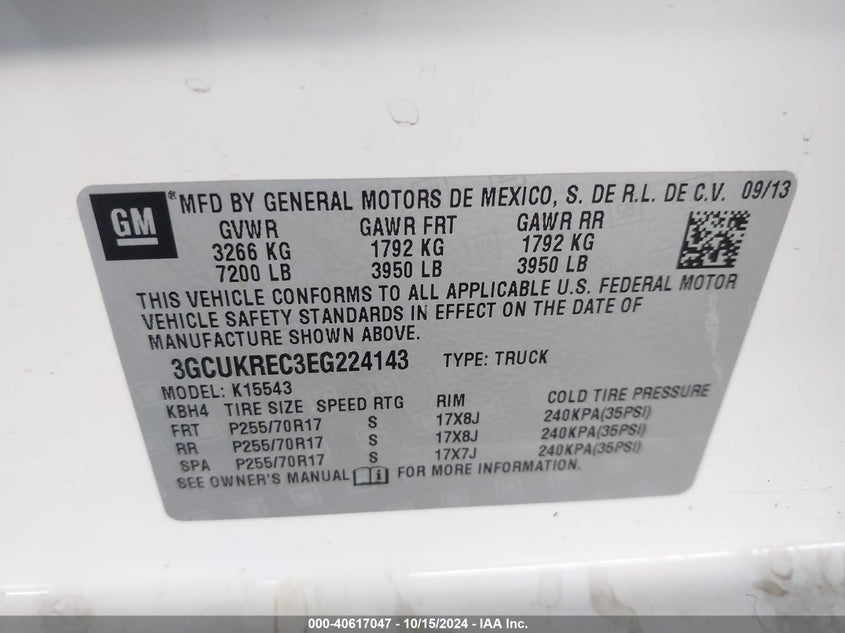 GM ® MFD BY GENERAL MOTORS DE MEXICO, S. DE R.L. DE C.V. 09/13
GVWR GAWR FRT GAWR RR
3266 KG 1792 KG 1792 KG
7200 LB 3950 LB 3950 LB
THIS VEHICLE CONFORMS TO ALL APPLICABLE U.S. FEDERAL MOTOR
VEHICLE SAFETY STANDARDS IN EFFECT ON THE DATE OF
MANUFACTURE SHOWN ABOVE.
3GCUKREC3EG224143 TYPE: TRUCK
MODEL: K15543
KBH4 TIRE SIZE SPEED RTG RIM COLD TIRE PRESSURE
FRT P255/70R17 S 17X8J 240KPA(35PSI)
RR P255/70R17 S 17X8J 240KPA(35PSI)
SPA P255/70R17 S 17X7J 240KPA(35PSI)
SEE OWNER'S MANUAL FOR MORE INFORMATION.
000-40617047 - 10/15/2024 - IAA Inc.